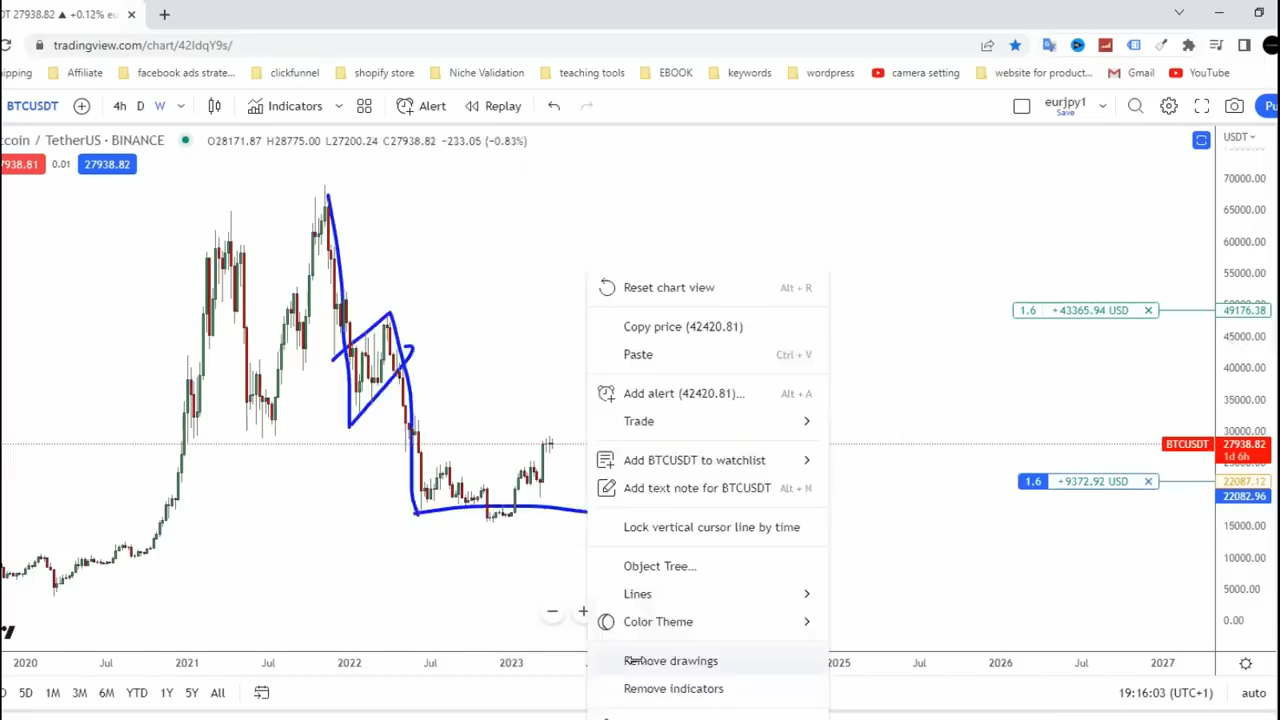 DT 27938.82 ▲ +0.12% eu
tradingview.com/chart/42IdqY9s/
Affiliate facebook ads strate... clickfunnel shopify store Niche Validation teaching tools EBOOK keywords wordpress camera setting website for product... Gmail YouTube
BTCUSDT 4h D W Indicators Alert Replay eurjpy1
Save
TetherUS · BINANCE O28171.87 H28775.00 L27200.24 C27938.82 −233.05 (−0.83%) USDT
7938.81 0.01 27938.82
70000.00
65000.00
60000.00
55000.00
1.6 +43365.94 USD 49176.38
45000.00
40000.00
35000.00
30000.00
BTCUSDT 27938.82
1d 6h
1.6 +9372.92 USD 22087.12
22082.96
15000.00
10000.00
5000.00
0.00
Reset chart view Alt + R
Copy price (42420.81)
Paste Ctrl + V
Add alert (42420.81)... Alt + A
Trade
Add BTCUSDT to watchlist
Add text note for BTCUSDT Alt + N
Lock vertical cursor line by time
Object Tree...
Lines
Color Theme
Remove drawings
Remove indicators
2020 Jul 2021 Jul 2022 Jul 2023 2025 Jul 2026 Jul 2027
5D 1M 3M 6M YTD 1Y 5Y All 19:16:03 (UTC+1) auto